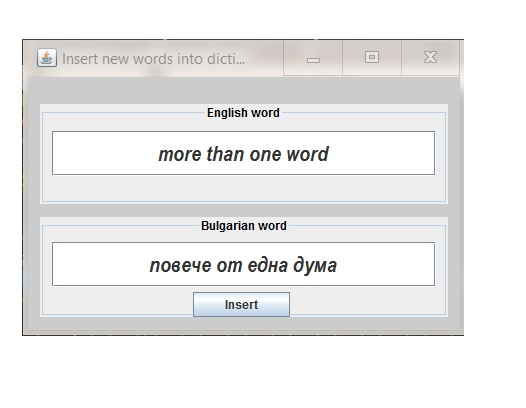 Insert new words into dicti...
English word
more than one word
Bulgarian word
повече от една дума
Insert